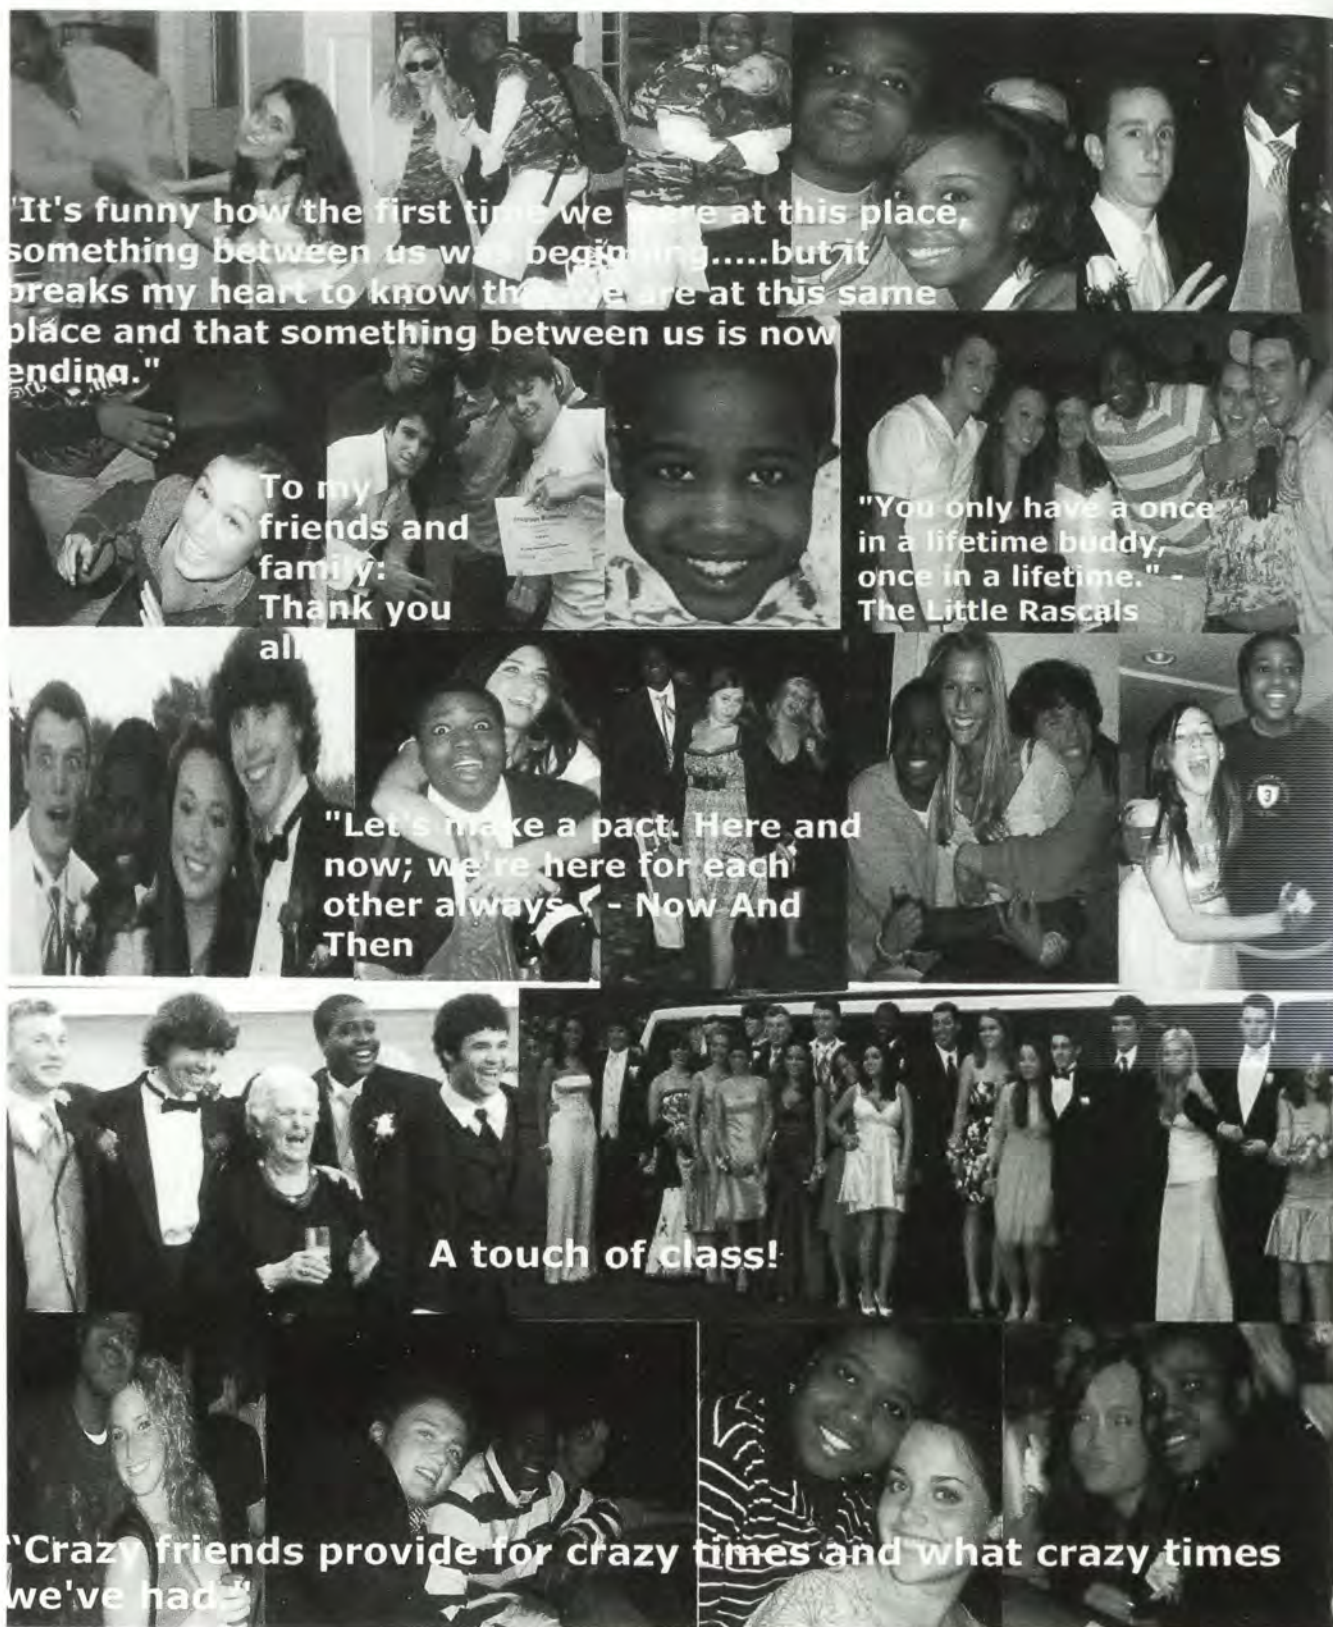 "It's funny how the first time we were at this place,
something between us was beginning.....but it
breaks my heart to know that we are at this same
place and that something between us is now
ending."
To my
friends and
family:
Thank you
all
"You only have a once
in a lifetime buddy,
once in a lifetime." -
The Little Rascals
"Let's make a pact. Here and
now; we're here for each
other always." - Now And
Then
3
A touch of class!
"Crazy friends provide for crazy times and what crazy times
we've had."